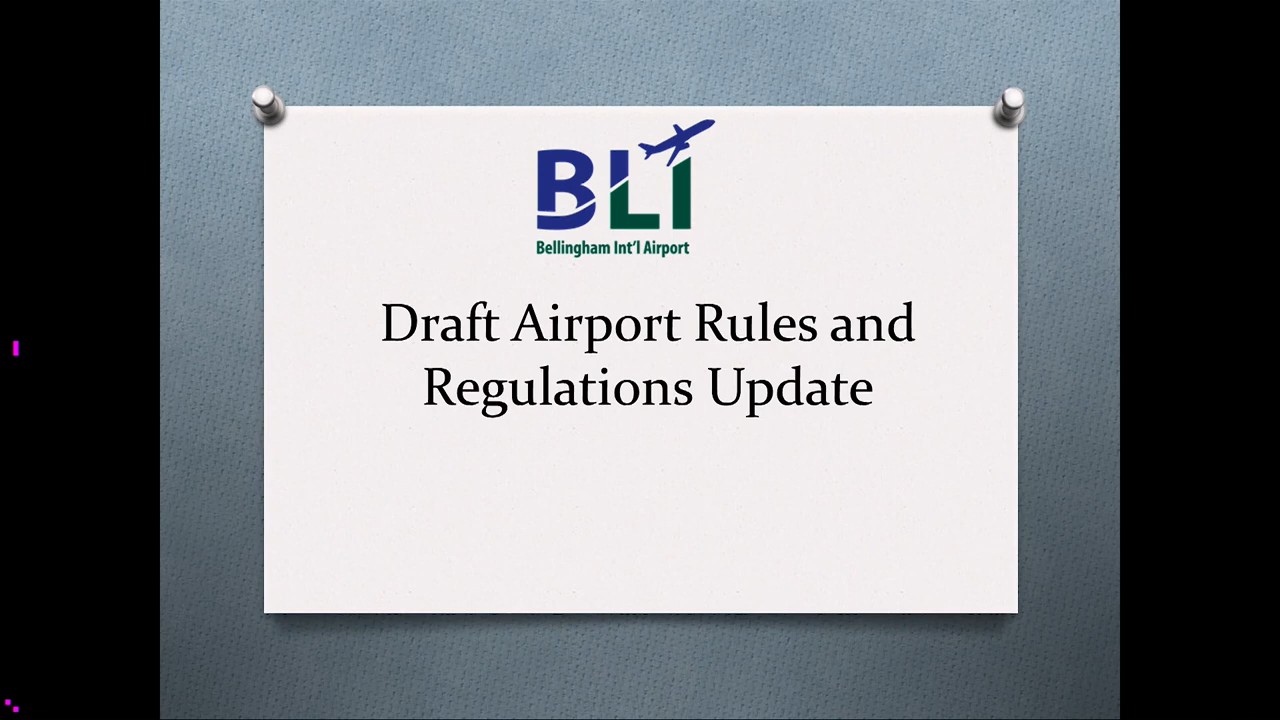 BLI
Bellingham Int'l Airport
Draft Airport Rules and
Regulations Update